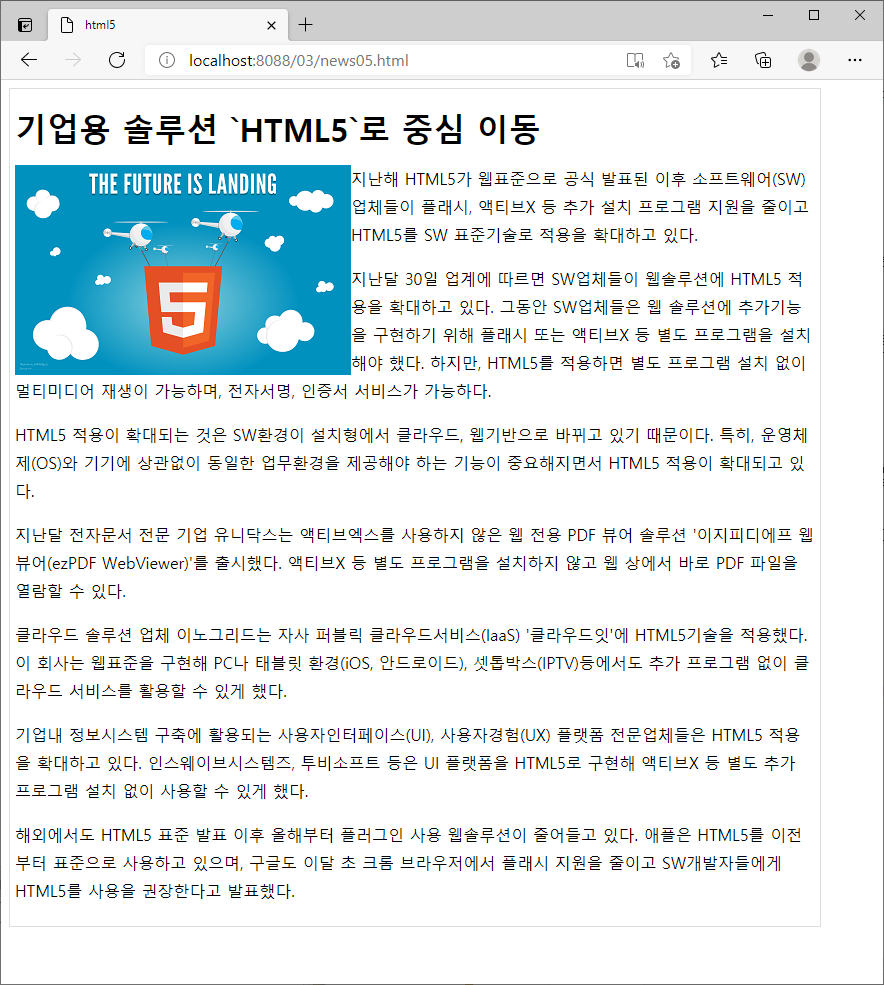 html5
localhost:8088/03/news05.html
기업용 솔루션 `HTML5`로 중심 이동
THE FUTURE IS LANDING
5
지난해 HTML5가 웹표준으로 공식 발표된 이후 소프트웨어(SW)
업체들이 플래시, 액티브X 등 추가 설치 프로그램 지원을 줄이고
HTML5를 SW 표준기술로 적용을 확대하고 있다.
지난달 30일 업계에 따르면 SW업체들이 웹솔루션에 HTML5 적
용을 확대하고 있다. 그동안 SW업체들은 웹 솔루션에 추가기능
을 구현하기 위해 플래시 또는 액티브X 등 별도 프로그램을 설치
해야 했다. 하지만, HTML5를 적용하면 별도 프로그램 설치 없이
멀티미디어 재생이 가능하며, 전자서명, 인증서 서비스가 가능하다.
HTML5 적용이 확대되는 것은 SW환경이 설치형에서 클라우드, 웹기반으로 바뀌고 있기 때문이다. 특히, 운영체
제(OS)와 기기에 상관없이 동일한 업무환경을 제공해야 하는 기능이 중요해지면서 HTML5 적용이 확대되고 있
다.
지난달 전자문서 전문 기업 유니닥스는 액티브엑스를 사용하지 않은 웹 전용 PDF 뷰어 솔루션 '이지피디에프 웹
뷰어(ezPDF WebViewer)'를 출시했다. 액티브X 등 별도 프로그램을 설치하지 않고 웹 상에서 바로 PDF 파일을
열람할 수 있다.
클라우드 솔루션 업체 이노그리드는 자사 퍼블릭 클라우드서비스(IaaS) '클라우드잇'에 HTML5기술을 적용했다.
이 회사는 웹표준을 구현해 PC나 태블릿 환경(iOS, 안드로이드), 셋톱박스(IPTV)등에서도 추가 프로그램 없이 클
라우드 서비스를 활용할 수 있게 했다.
기업내 정보시스템 구축에 활용되는 사용자인터페이스(UI), 사용자경험(UX) 플랫폼 전문업체들은 HTML5 적용
을 확대하고 있다. 인스웨이브시스템즈, 투비소프트 등은 UI 플랫폼을 HTML5로 구현해 액티브X 등 별도 추가
프로그램 설치 없이 사용할 수 있게 했다.
해외에서도 HTML5 표준 발표 이후 올해부터 플러그인 사용 웹솔루션이 줄어들고 있다. 애플은 HTML5를 이전
부터 표준으로 사용하고 있으며, 구글도 이달 초 크롬 브라우저에서 플래시 지원을 줄이고 SW개발자들에게
HTML5를 사용을 권장한다고 발표했다.